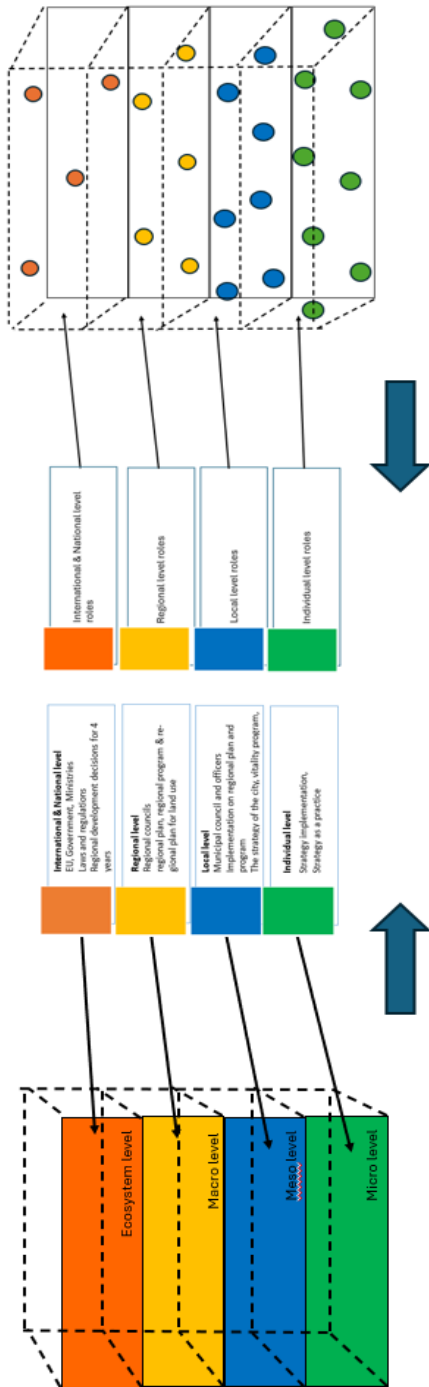 Ecosystem level
Macro level
Meso level
Micro level
International & National level
EU, Government, Ministries
Laws and regulations
Regional development decisions for 4
years
Regional level
Regional councils
regional plan, regional program & re-
gional plan for land use
Local level
Municipal council and officers
Implementation on regional plan and
program
The strategy of the city, vitality program,
Individual level
Strategy implementation,
Strategy as a practice
International & National level
roles
Regional level roles
Local level roles
Individual level roles